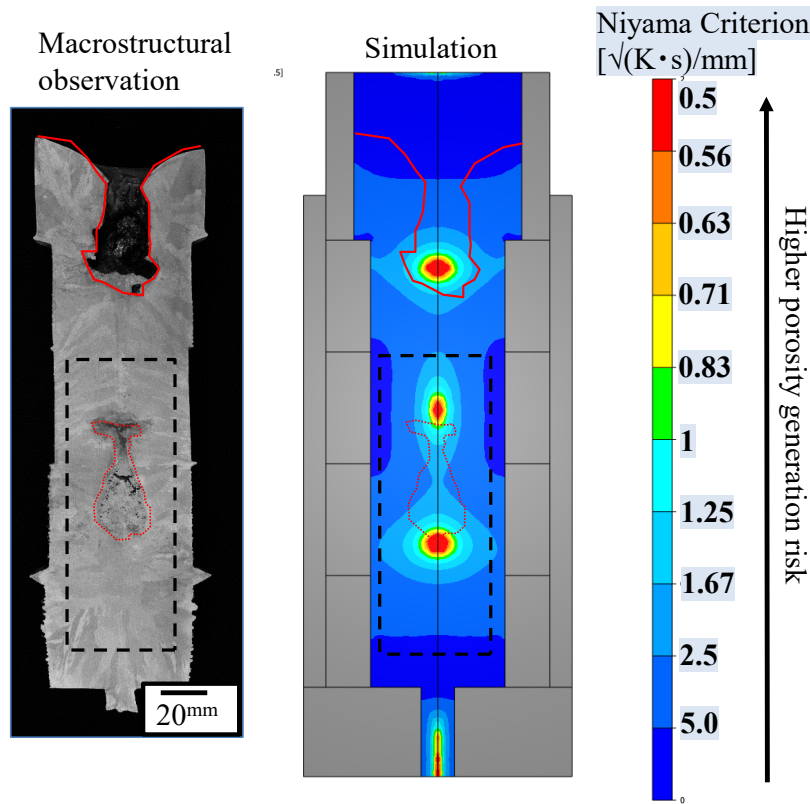 Macrostructural
observation
Simulation
.5]
Niyama Criterion
[√(K・s)/mm]
0.5
0.56
0.63
0.71
0.83
1
1.25
1.67
2.5
5.0
0
Higher porosity generation risk
20mm